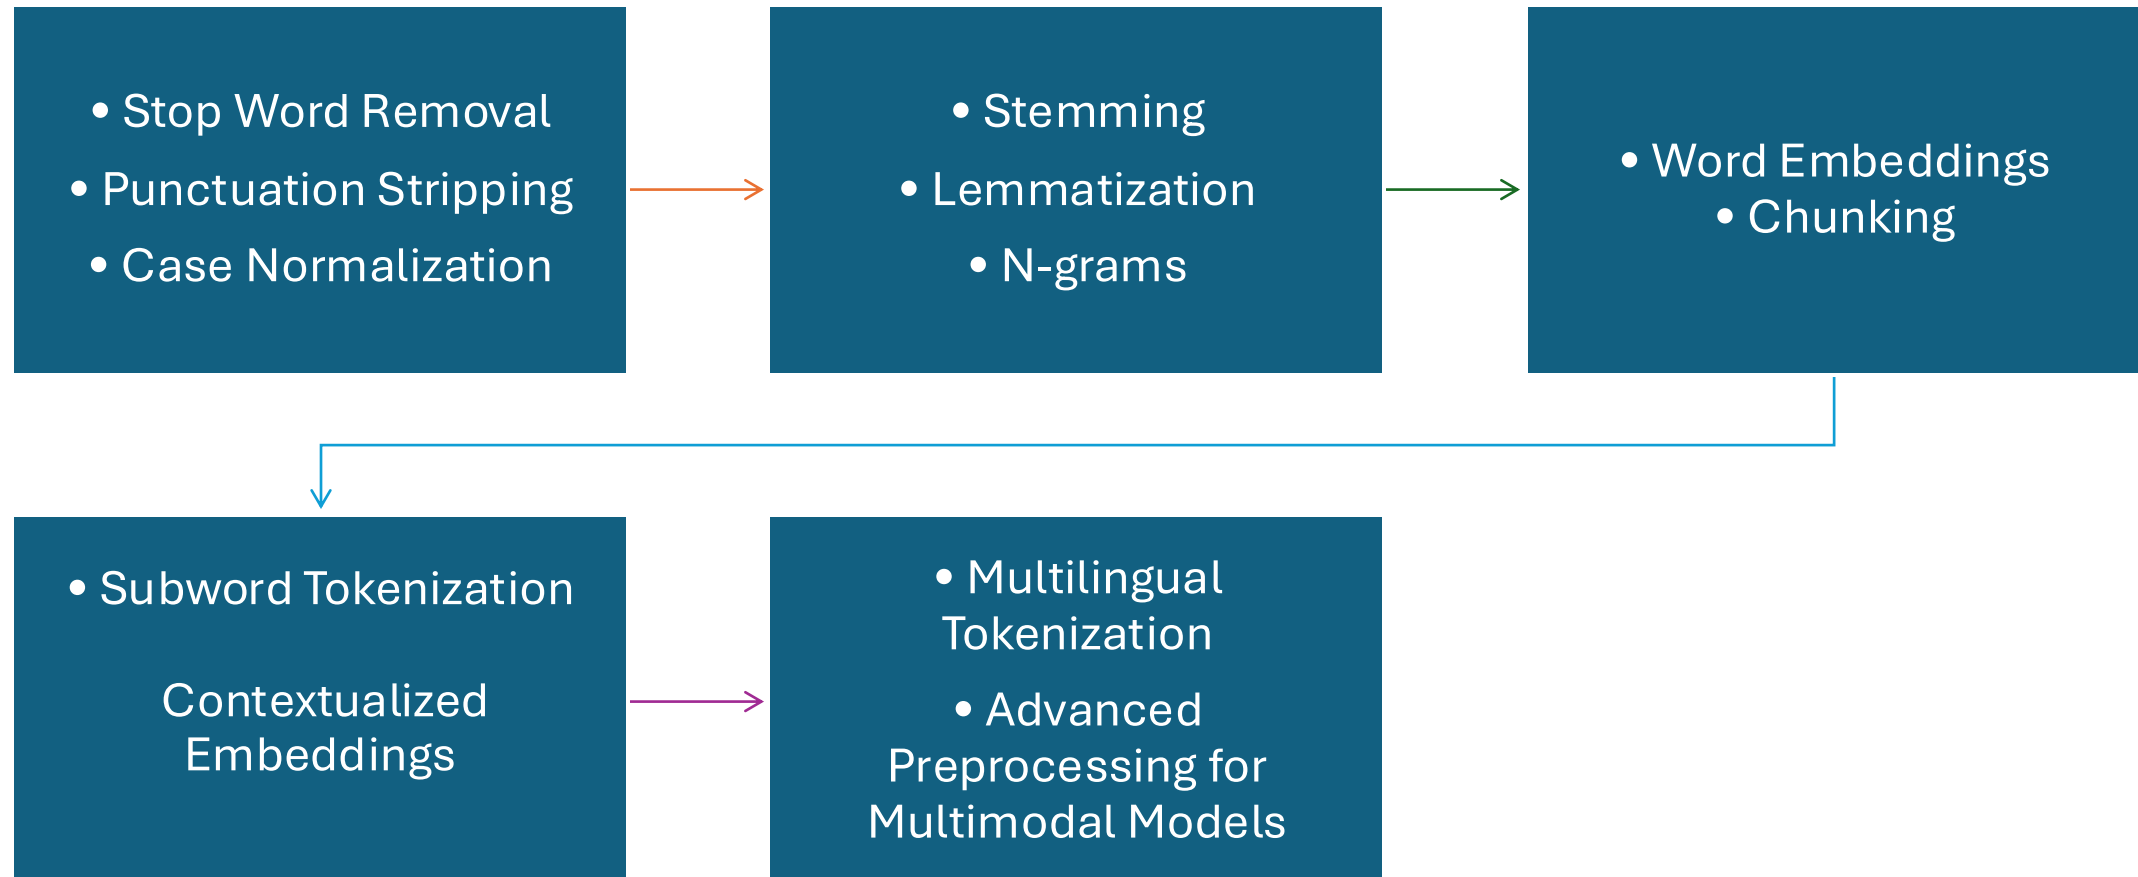 • Stop Word Removal
• Punctuation Stripping
• Case Normalization
• Stemming
• Lemmatization
• N-grams
• Word Embeddings
• Chunking
• Subword Tokenization
Contextualized
Embeddings
• Multilingual
Tokenization
• Advanced
Preprocessing for
Multimodal Models